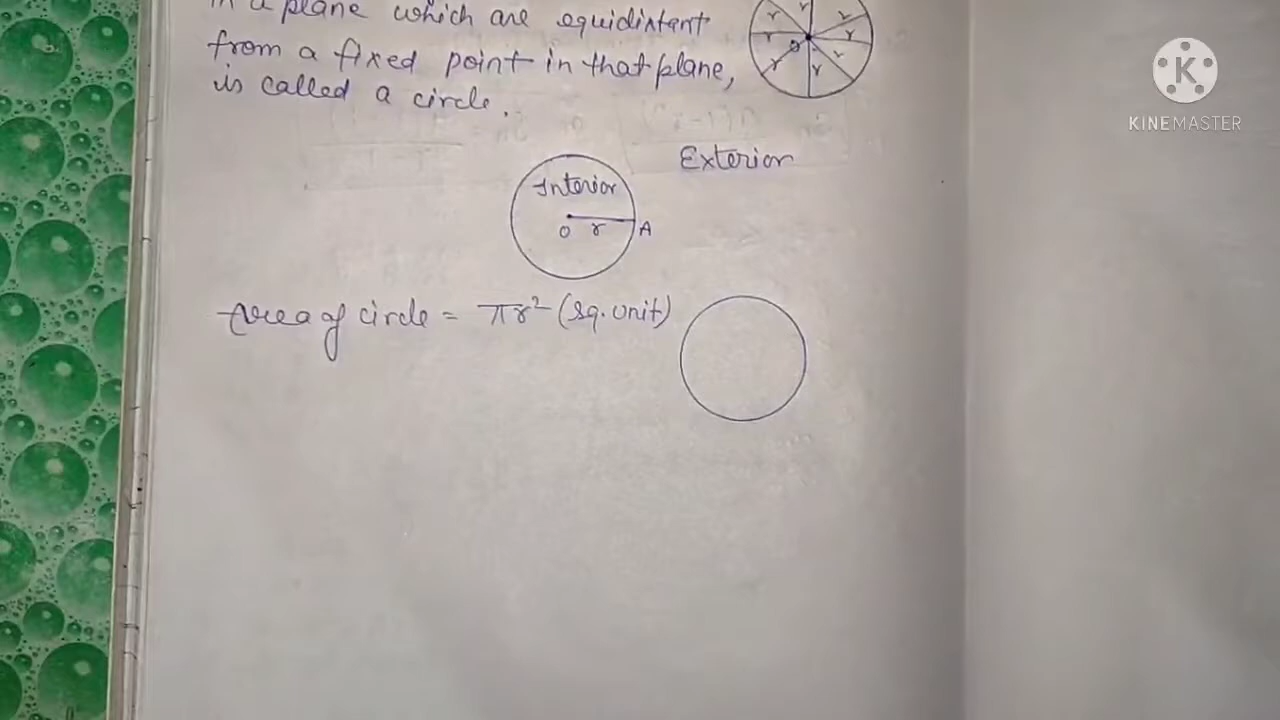 in a plane which are equidistant
from a fixed point in that plane,
is called a circle.
r r r r r r r r
O
Exterior
Interior
O r A
Area of circle = πr² (sq. unit)
K
KINEMASTER